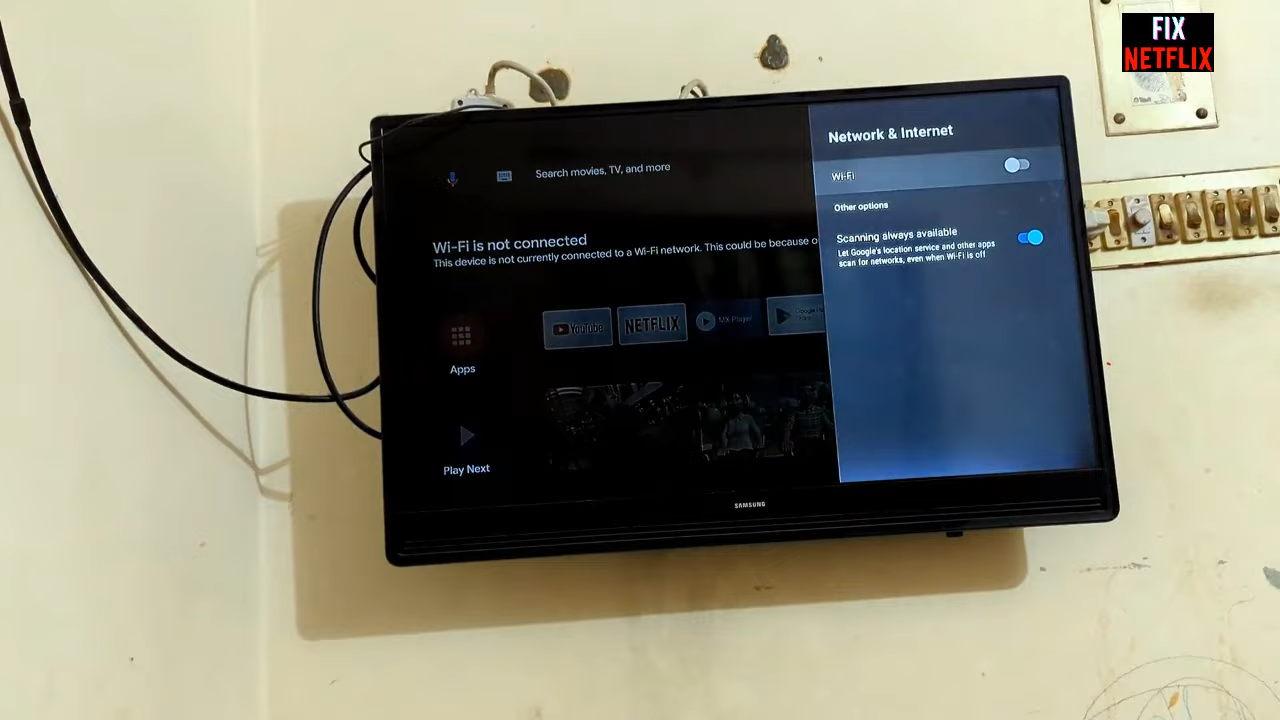 FIX
NETFLIX
Search movies, TV, and more
Wi-Fi is not connected
This device is not currently connected to a Wi-Fi network. This could be because o
YouTube
NETFLIX
MX Player
Google Play
Apps
Play Next
Network & Internet
Wi-Fi
Other options
Scanning always available
Let Google's location service and other apps
scan for networks, even when Wi-Fi is off
SAMSUNG